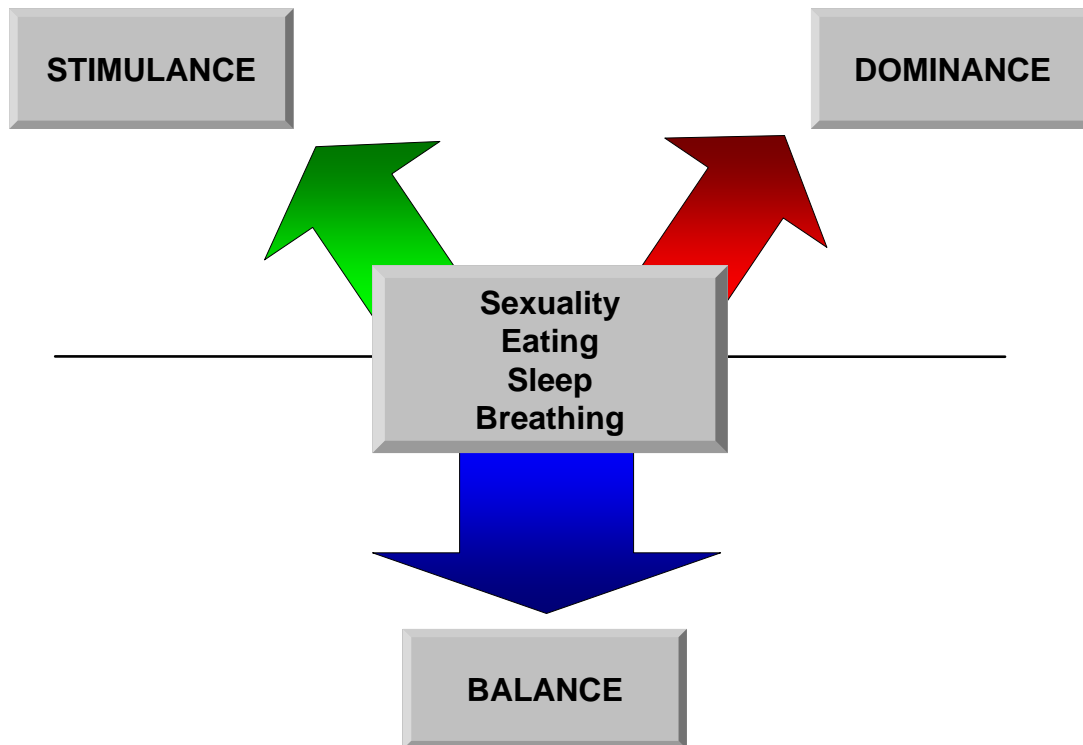 STIMULANCE
DOMINANCE
Sexuality
Eating
Sleep
Breathing
BALANCE